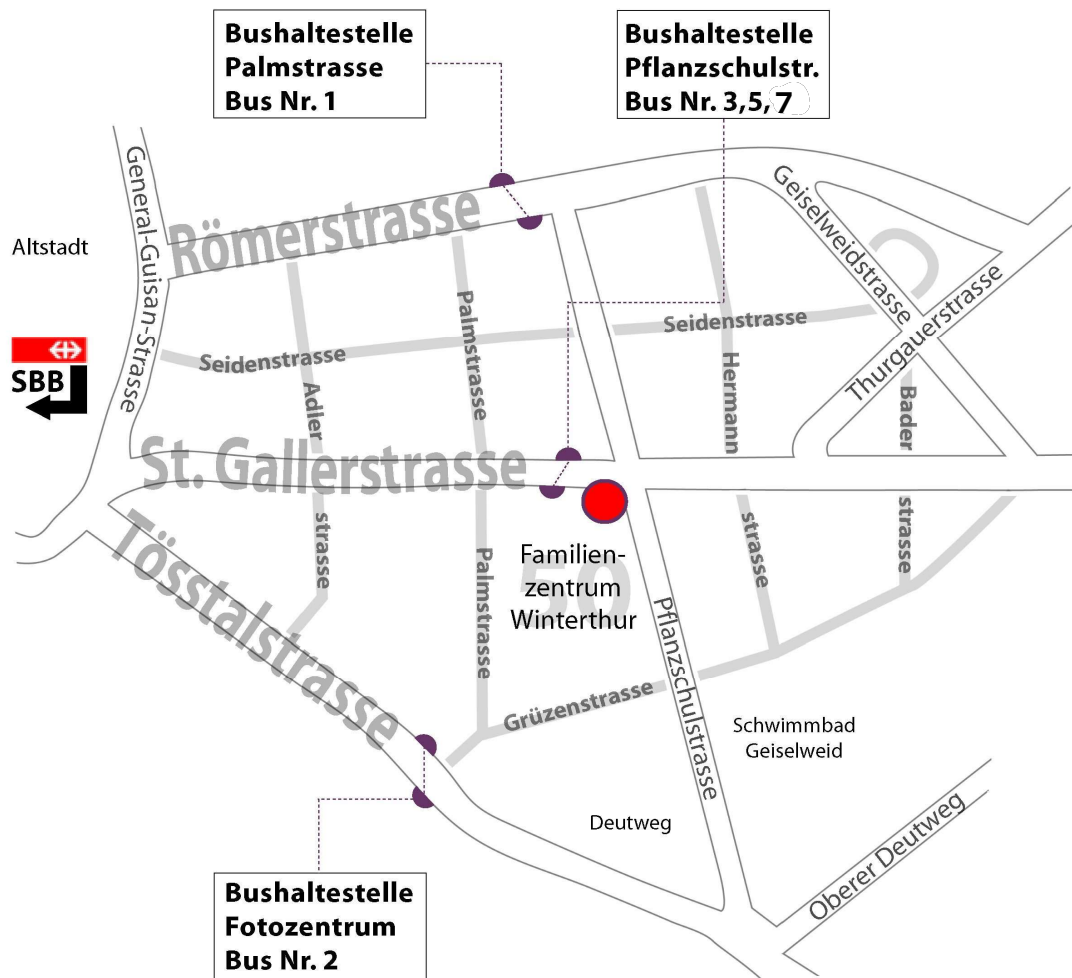 Bushaltestelle
Palmstrasse
Bus Nr. 1
Bushaltestelle
Pflanzschulstr.
Bus Nr. 3,5, 7
General-Guisan-Strasse
Altstadt
Römerstrasse
Geiselweidstrasse
Thurgauerstrasse
Palmstrasse
Seidenstrasse
Seidenstrasse
SBB
Adler
Hermann
Bader
St. Gallerstrasse
strasse
strasse
strasse
Tösstalstrasse
Palmstrasse
50
Familien-
zentrum
Winterthur
Pflanzschulstrasse
Grüzenstrasse
Schwimmbad
Geiselweid
Deutweg
Oberer Deutweg
Bushaltestelle
Fotozentrum
Bus Nr. 2